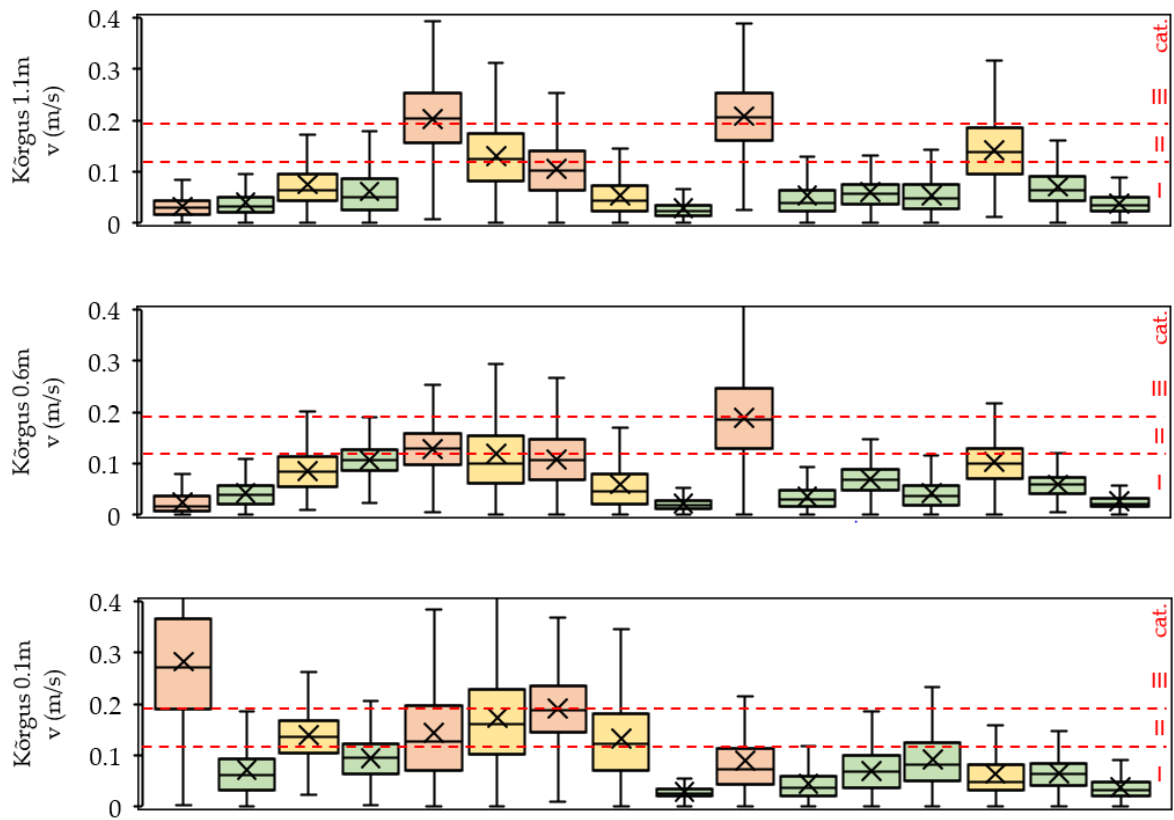 Kõrgus 1.1m
v (m/s)
0.4
0.3
0.2
0.1
0
cat.
III
II
I
Kõrgus 0.6m
v (m/s)
0.4
0.3
0.2
0.1
0
cat.
III
II
I
Kõrgus 0.1m
v (m/s)
0.4
0.3
0.2
0.1
0
cat.
III
II
I